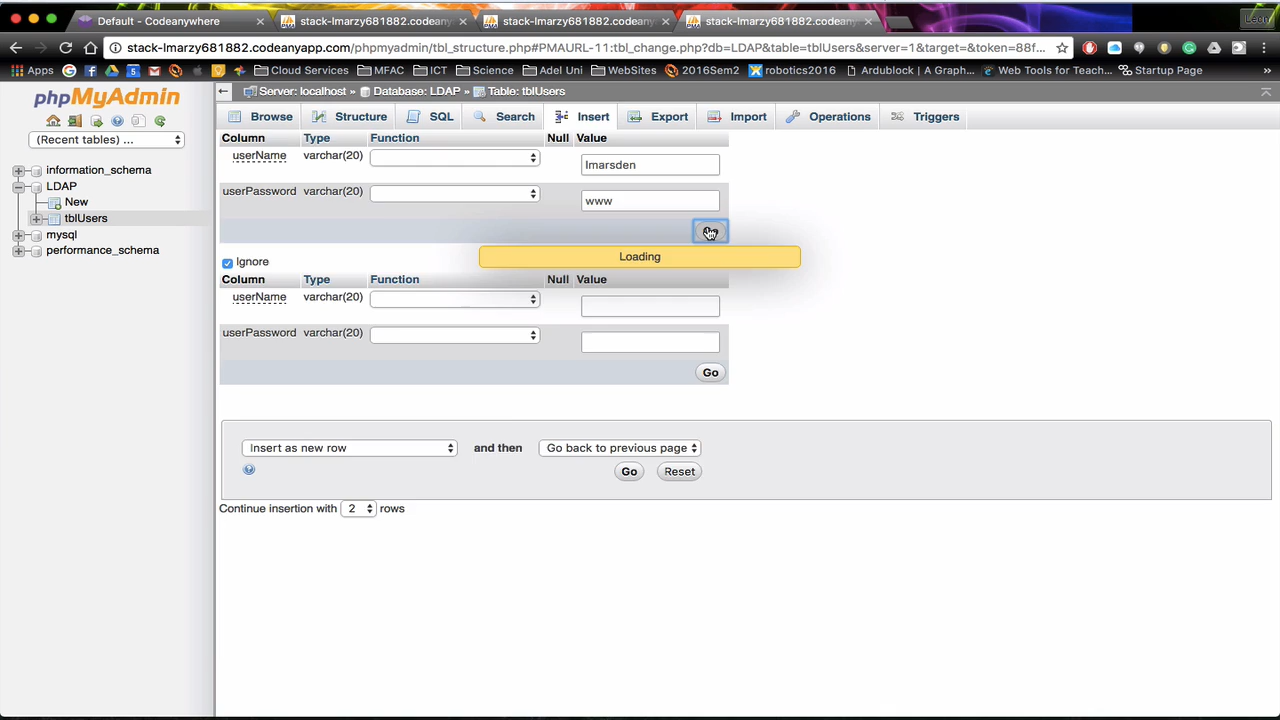 Default - Codeanywhere
stack-lmarzy681882.codeany
stack-lmarzy681882.codeany
stack-lmarzy681882.codeany
Leon
stack-lmarzy681882.codeanyapp.com/phpmyadmin/tbl_structure.php#PMAURL-11:tbl_change.php?db=LDAP&table=tblUsers&server=1&target=&token=88f...
Apps Cloud Services MFAC ICT Science Adel Uni WebSites 2016Sem2 robotics2016 Ardublock | A Graph... Web Tools for Teach... Startup Page
phpMyAdmin
(Recent tables) ...
information_schema
LDAP
New
tblUsers
mysql
performance_schema
Server: localhost » Database: LDAP » Table: tblUsers
Browse Structure SQL Search Insert Export Import Operations Triggers
Column Type Function Null Value
userName varchar(20) lmarsden
userPassword varchar(20) www
Loading
Ignore
Column Type Function Null Value
userName varchar(20)
userPassword varchar(20)
Go
Insert as new row and then Go back to previous page
Go Reset
Continue insertion with 2 rows